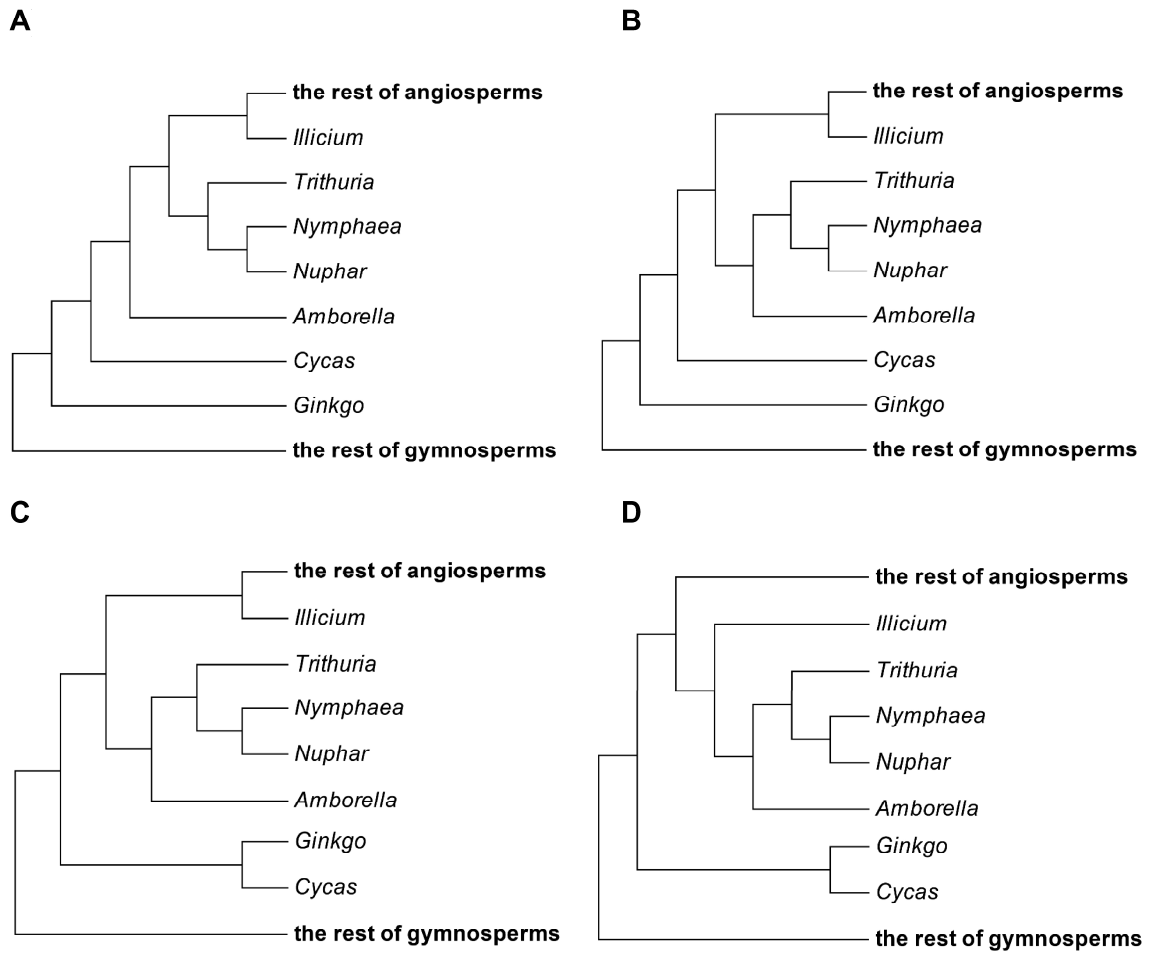 A
the rest of angiosperms
Illicium
Trithuria
Nymphaea
Nuphar
Amborella
Cycas
Ginkgo
the rest of gymnosperms
B
the rest of angiosperms
Illicium
Trithuria
Nymphaea
Nuphar
Amborella
Cycas
Ginkgo
the rest of gymnosperms
C
the rest of angiosperms
Illicium
Trithuria
Nymphaea
Nuphar
Amborella
Ginkgo
Cycas
the rest of gymnosperms
D
the rest of angiosperms
Illicium
Trithuria
Nymphaea
Nuphar
Amborella
Ginkgo
Cycas
the rest of gymnosperms